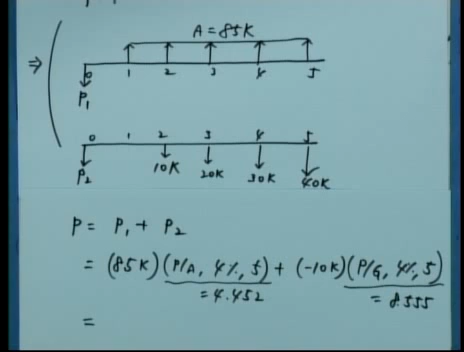 A = 85K
⇒
0 1 2 3 4 5
P₁
0 1 2 3 4 5
P₂ 10K 20K 30K 40K
P = P₁ + P₂
= (85K)(P/A, 4%, 5) + (-10K)(P/G, 4%, 5)
= 4.452 = 8.555
=